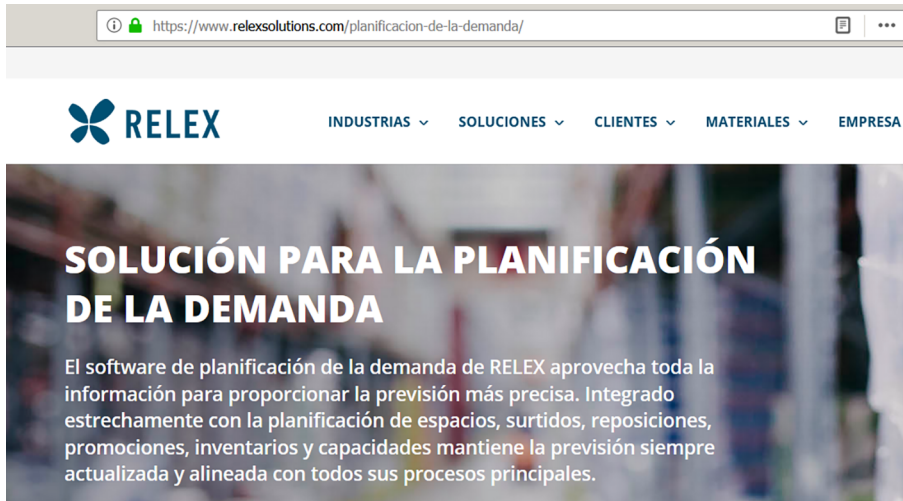 https://www.relexsolutions.com/planificacion-de-la-demanda/
RELEX
INDUSTRIAS SOLUCIONES CLIENTES MATERIALES EMPRESA
SOLUCIÓN PARA LA PLANIFICACIÓN
DE LA DEMANDA
El software de planificación de la demanda de RELEX aprovecha toda la
información para proporcionar la previsión más precisa. Integrado
estrechamente con la planificación de espacios, surtidos, reposiciones,
promociones, inventarios y capacidades mantiene la previsión siempre
actualizada y alineada con todos sus procesos principales.